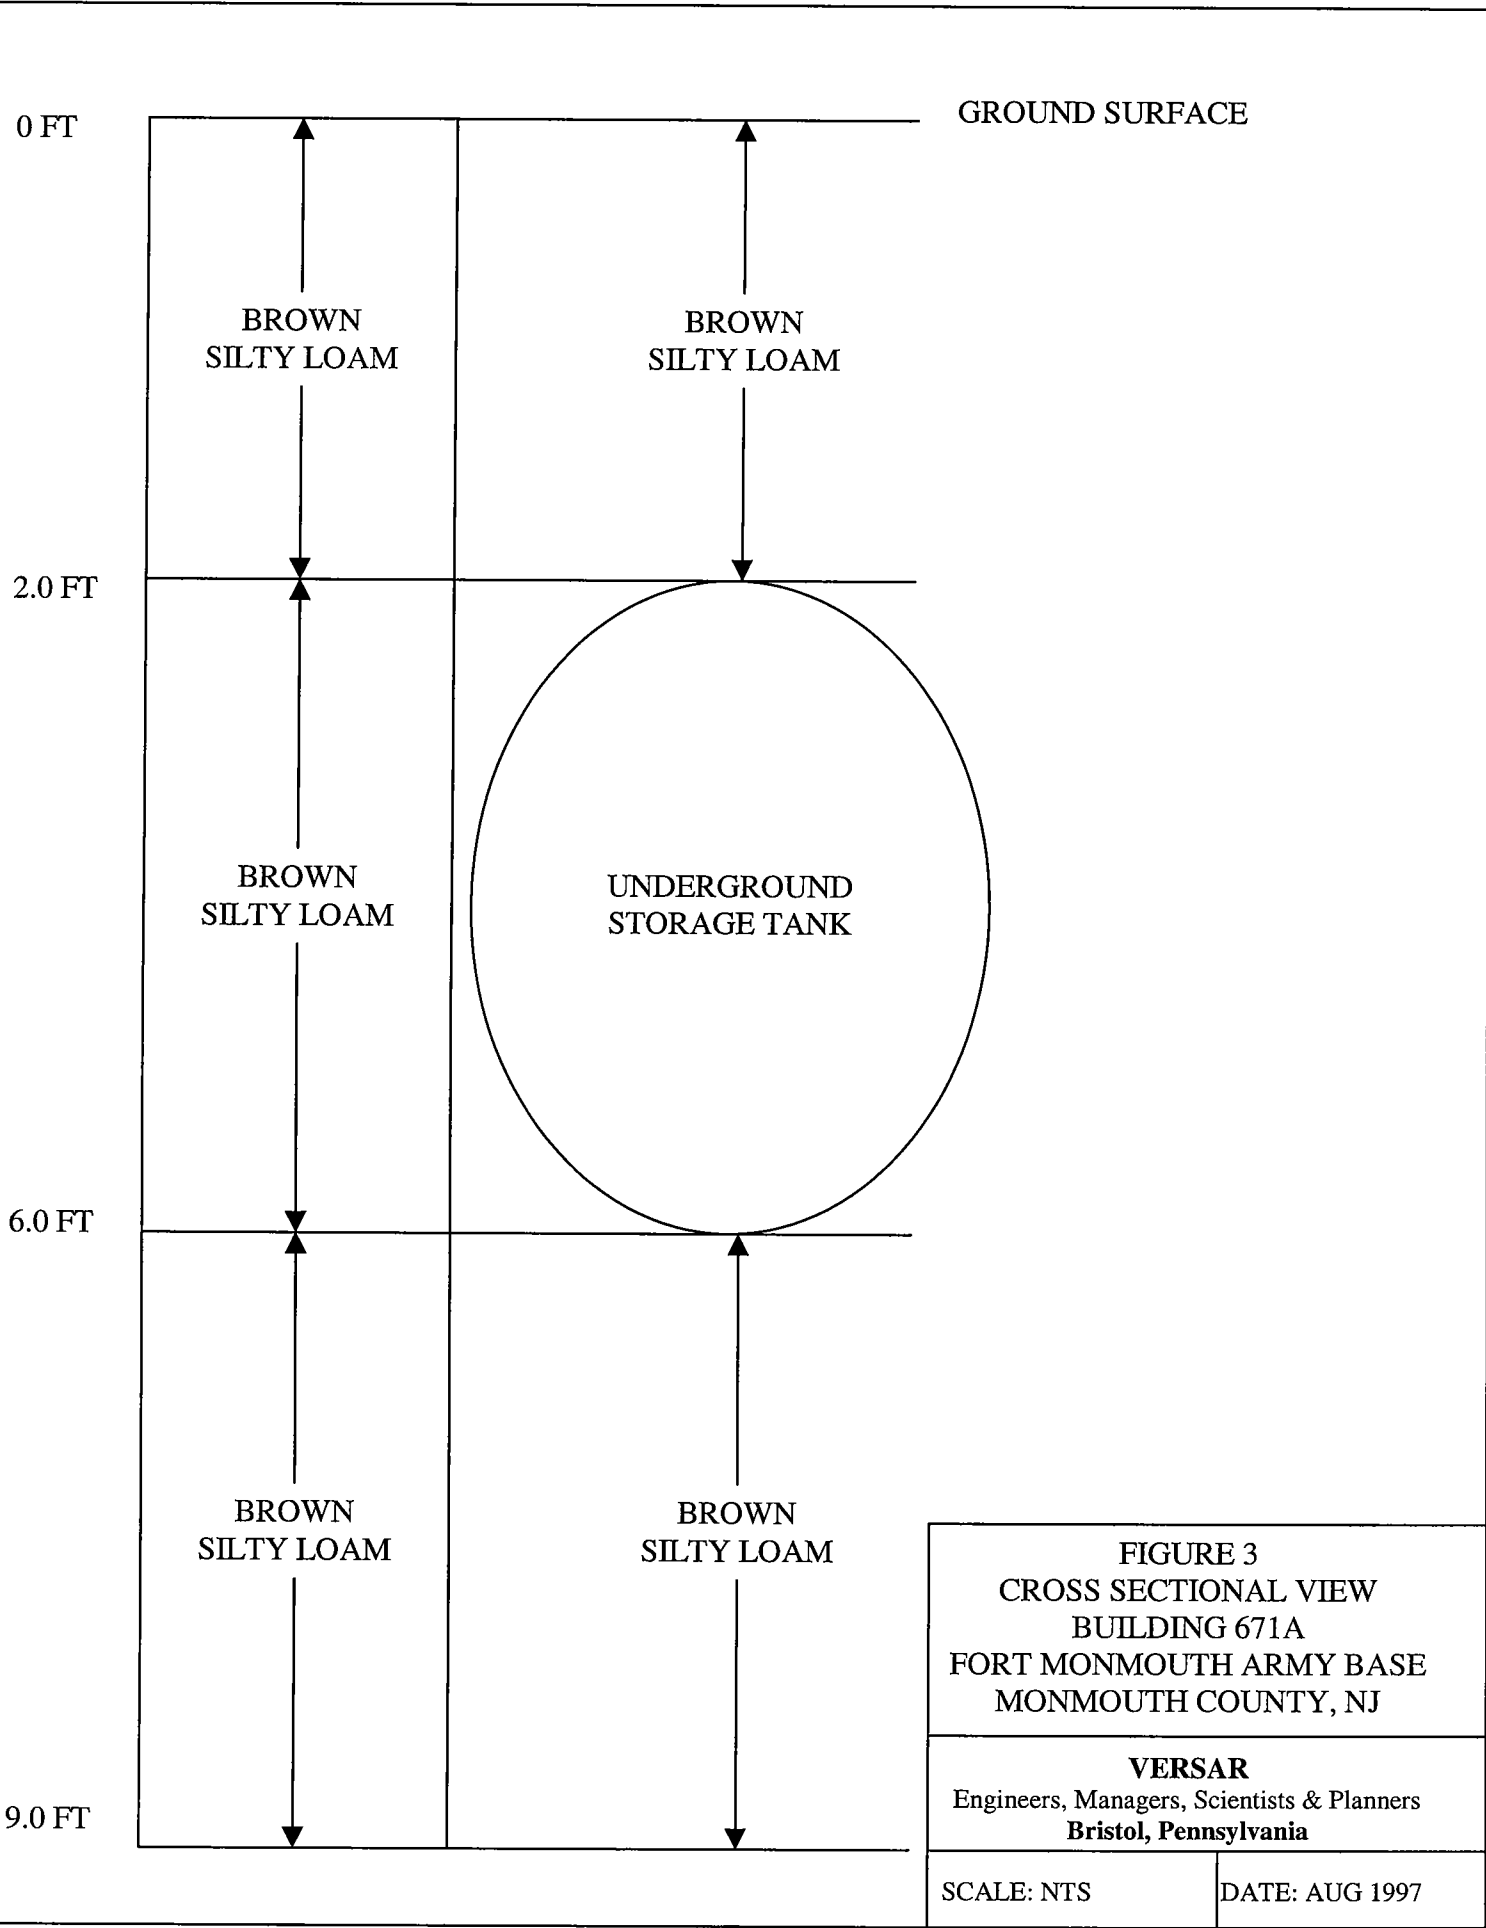 0 FT
GROUND SURFACE
BROWN
SILTY LOAM
BROWN
SILTY LOAM
2.0 FT
BROWN
SILTY LOAM
UNDERGROUND
STORAGE TANK
6.0 FT
BROWN
SILTY LOAM
BROWN
SILTY LOAM
9.0 FT
FIGURE 3
CROSS SECTIONAL VIEW
BUILDING 671A
FORT MONMOUTH ARMY BASE
MONMOUTH COUNTY, NJ
VERSAR
Engineers, Managers, Scientists & Planners
Bristol, Pennsylvania
SCALE: NTS
DATE: AUG 1997